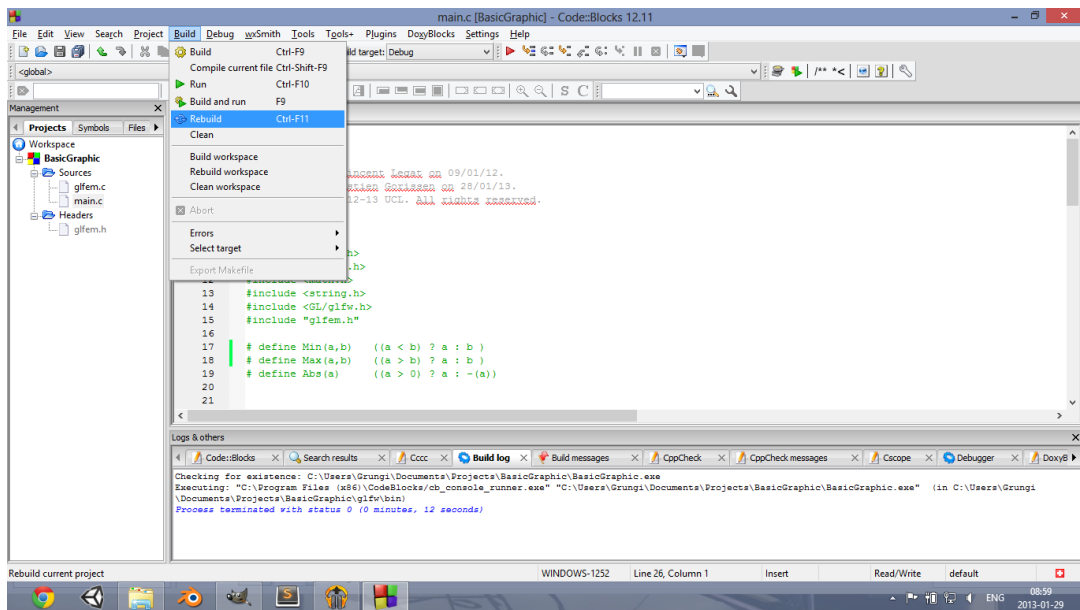 main.c [BasicGraphic] - Code::Blocks 12.11
File Edit View Search Project Build Debug wxSmith Tools Tools+ Plugins DoxyBlocks Settings Help
Build Ctrl-F9
Compile current file Ctrl-Shift-F9
Run Ctrl-F10
Build and run F9
Rebuild Ctrl-F11
Clean
Build workspace
Rebuild workspace
Clean workspace
Abort
Errors
Select target
Export Makefile
ild target: Debug
<global>
/** *<
S C
Management
Projects Symbols Files
Workspace
BasicGraphic
Sources
glfem.c
main.c
Headers
glfem.h
incent Legat on 09/01/12.
stien Gorissen on 28/01/13.
12-13 UCL. All rights reserved.
h>
.h>
12 #include <math.h>
13 #include <string.h>
14 #include <GL/glfw.h>
15 #include "glfem.h"
16
17 # define Min(a,b) ((a < b) ? a : b )
18 # define Max(a,b) ((a > b) ? a : b )
19 # define Abs(a) ((a > 0) ? a : -(a))
20
21
Logs & others
Code::Blocks Search results Cccc Build log Build messages CppCheck CppCheck messages Cscope Debugger DoxyB
Checking for existence: C:\Users\Grungi\Documents\Projects\BasicGraphic\BasicGraphic.exe
Executing: "C:\Program Files (x86)\CodeBlocks/cb_console_runner.exe" "C:\Users\Grungi\Documents\Projects\BasicGraphic\BasicGraphic.exe" (in C:\Users\Grungi
\Documents\Projects\BasicGraphic\glfw\bin)
Process terminated with status 0 (0 minutes, 12 seconds)
Rebuild current project
WINDOWS-1252 Line 26, Column 1 Insert Read/Write default
ENG
08:59
2013-01-29